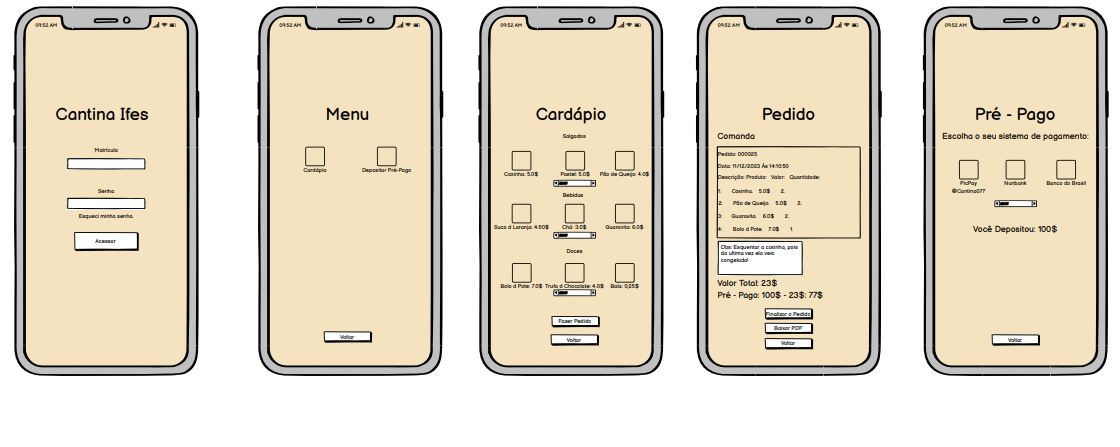 09:52 AM
Cantina Ifes
Matrícula
Senha
Esqueci minha senha.
Acessar
09:52 AM
Menu
Cardápio
Depositar Pré-Pago
Voltar
09:52 AM
Cardápio
Salgados
Coxinha: 5.0$ Pastel: 5.0$ Pão de Queijo: 4.0$
Bebidas
Suco d Laranja: 4.50$ Chá: 3.0$ Guaravita: 6.0$
Doces
Bolo d Pote: 7.0$ Trufa d Chocolate: 4.0$ Bala: 0,25$
Fazer Pedido
Voltar
09:52 AM
Pedido
Comanda
Pedido: 000025
Data: 11/12/2023 Ás 14:10:50
Descrição: Produto: Valor: Quantidade:
1: Coxinha. 5.0$ 2.
2: Pão de Queijo. 5.0$ 2.
3: Guaravita. 6.0$ 2.
4: Bolo d Pote. 7.0$ 1.
Obs: Esquentar a coxinha, pois
da ultima vez ela veio
congelada!
Valor Total: 23$
Pré - Pago: 100$ - 23$: 77$
Finalizar o Pedido
Baixar PDF
Voltar
09:52 AM
Pré - Pago
Escolha o seu sistema de pagamento:
PicPay
@Cantina077
Nunbank
Banco do Brasil
Você Depositou: 100$
Voltar